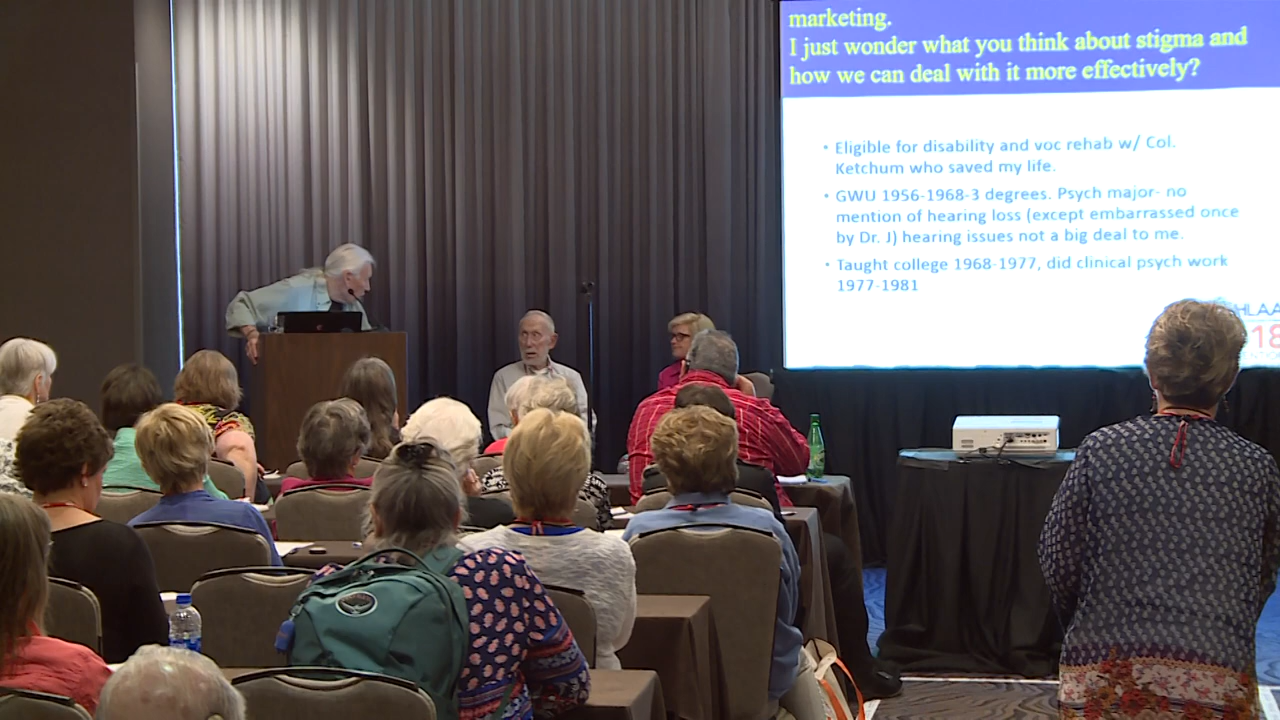 marketing.
I just wonder what you think about stigma and
how we can deal with it more effectively?
• Eligible for disability and voc rehab w/ Col.
Ketchum who saved my life.
• GWU 1956-1968-3 degrees. Psych major- no
mention of hearing loss (except embarrassed once
by Dr. J) hearing issues not a big deal to me.
• Taught college 1968-1977, did clinical psych work
1977-1981
HLAA
18